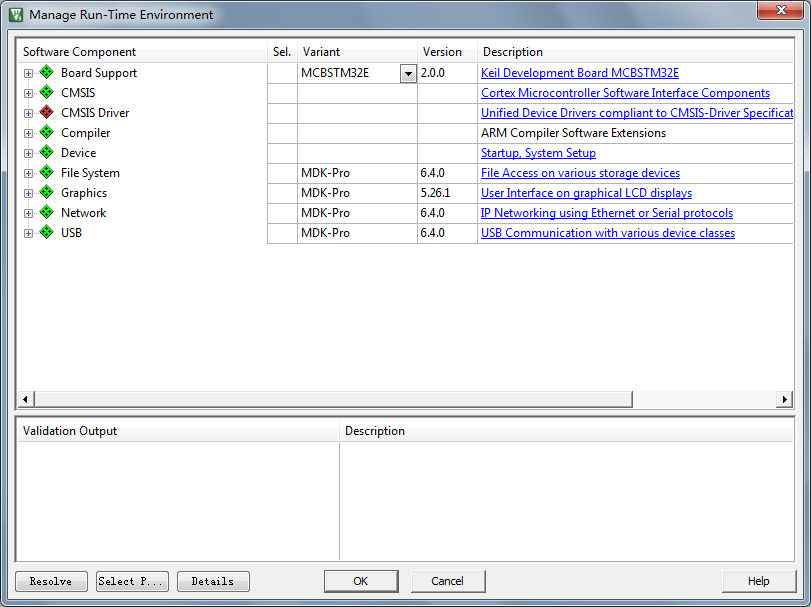 Manage Run-Time Environment
Software Component Sel. Variant Version Description
Board Support MCBSTM32E 2.0.0 Keil Development Board MCBSTM32E
CMSIS Cortex Microcontroller Software Interface Components
CMSIS Driver Unified Device Drivers compliant to CMSIS-Driver Specificat
Compiler ARM Compiler Software Extensions
Device Startup, System Setup
File System MDK-Pro 6.4.0 File Access on various storage devices
Graphics MDK-Pro 5.26.1 User Interface on graphical LCD displays
Network MDK-Pro 6.4.0 IP Networking using Ethernet or Serial protocols
USB MDK-Pro 6.4.0 USB Communication with various device classes
Validation Output Description
Resolve Select P... Details OK Cancel Help